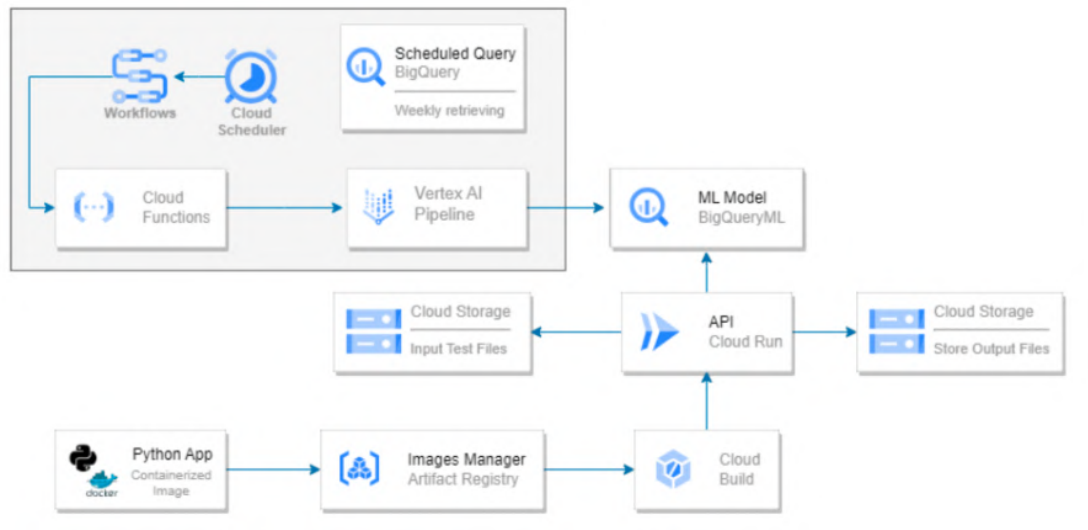 Scheduled Query
BigQuery
Weekly retrieving
Workflows
Cloud
Scheduler
Cloud
Functions
Vertex AI
Pipeline
ML Model
BigQueryML
Cloud Storage
Input Test Files
API
Cloud Run
Cloud Storage
Store Output Files
Python App
Containerized
Image
docker
Images Manager
Artifact Registry
Cloud
Build